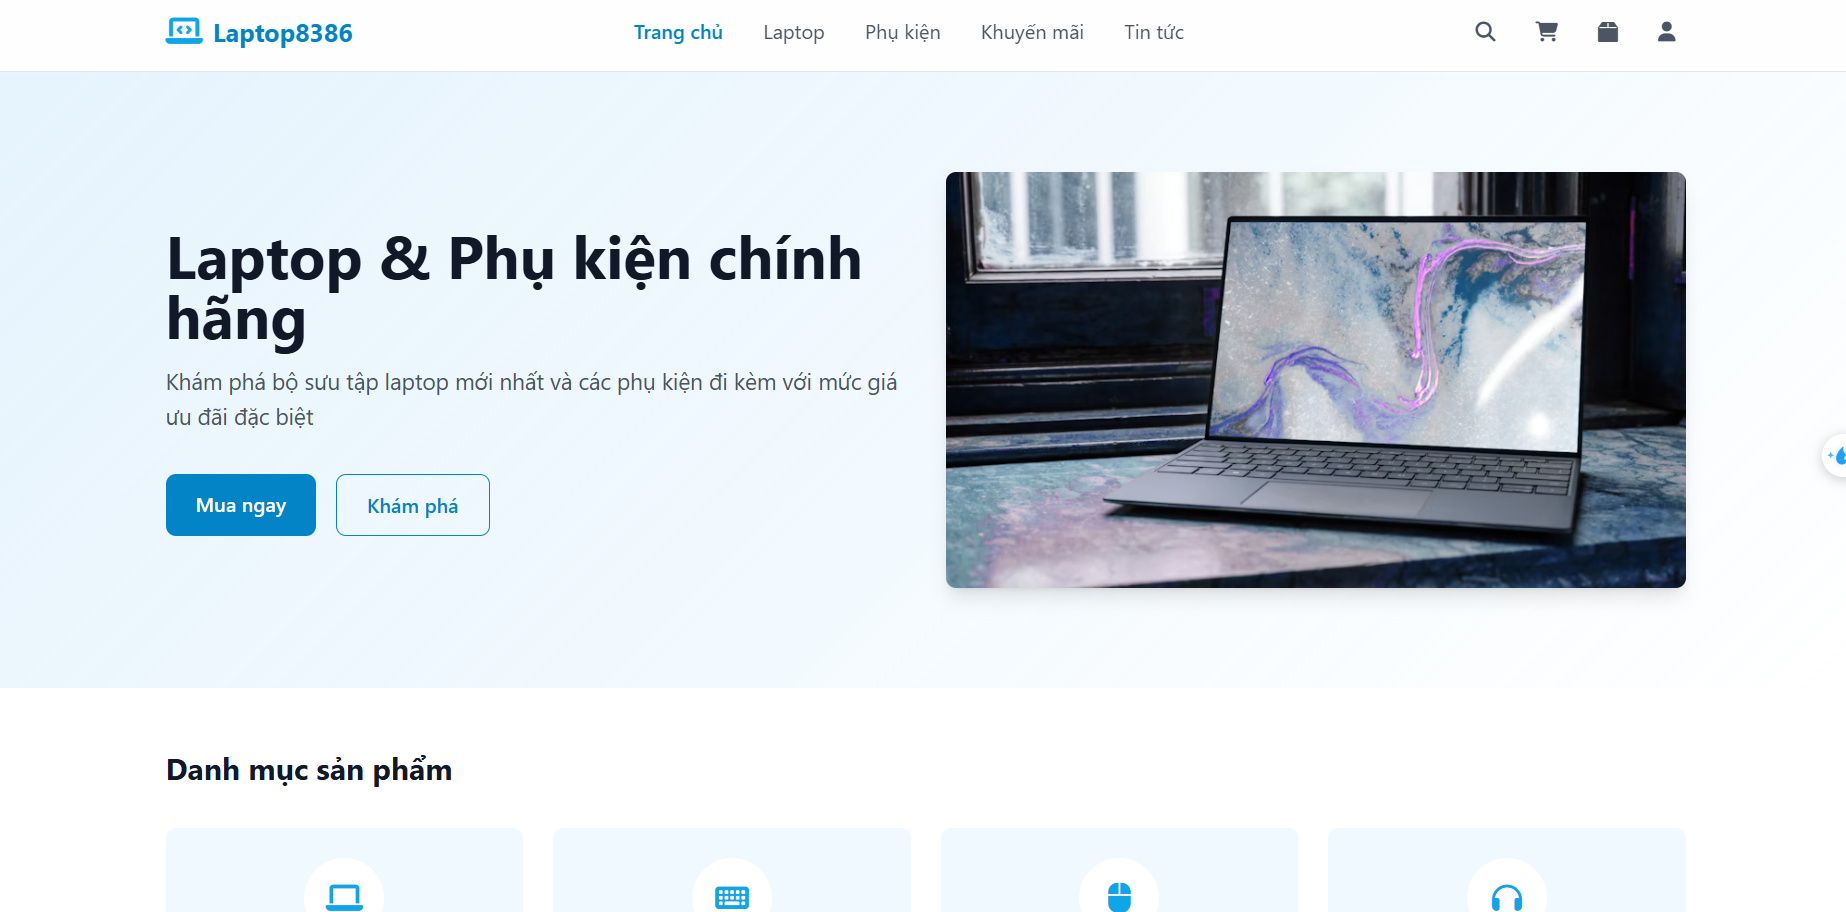 Laptop8386
Trang chủ
Laptop
Phụ kiện
Khuyến mãi
Tin tức
Laptop & Phụ kiện chính
hãng
Khám phá bộ sưu tập laptop mới nhất và các phụ kiện đi kèm với mức giá
ưu đãi đặc biệt
Mua ngay
Khám phá
Danh mục sản phẩm